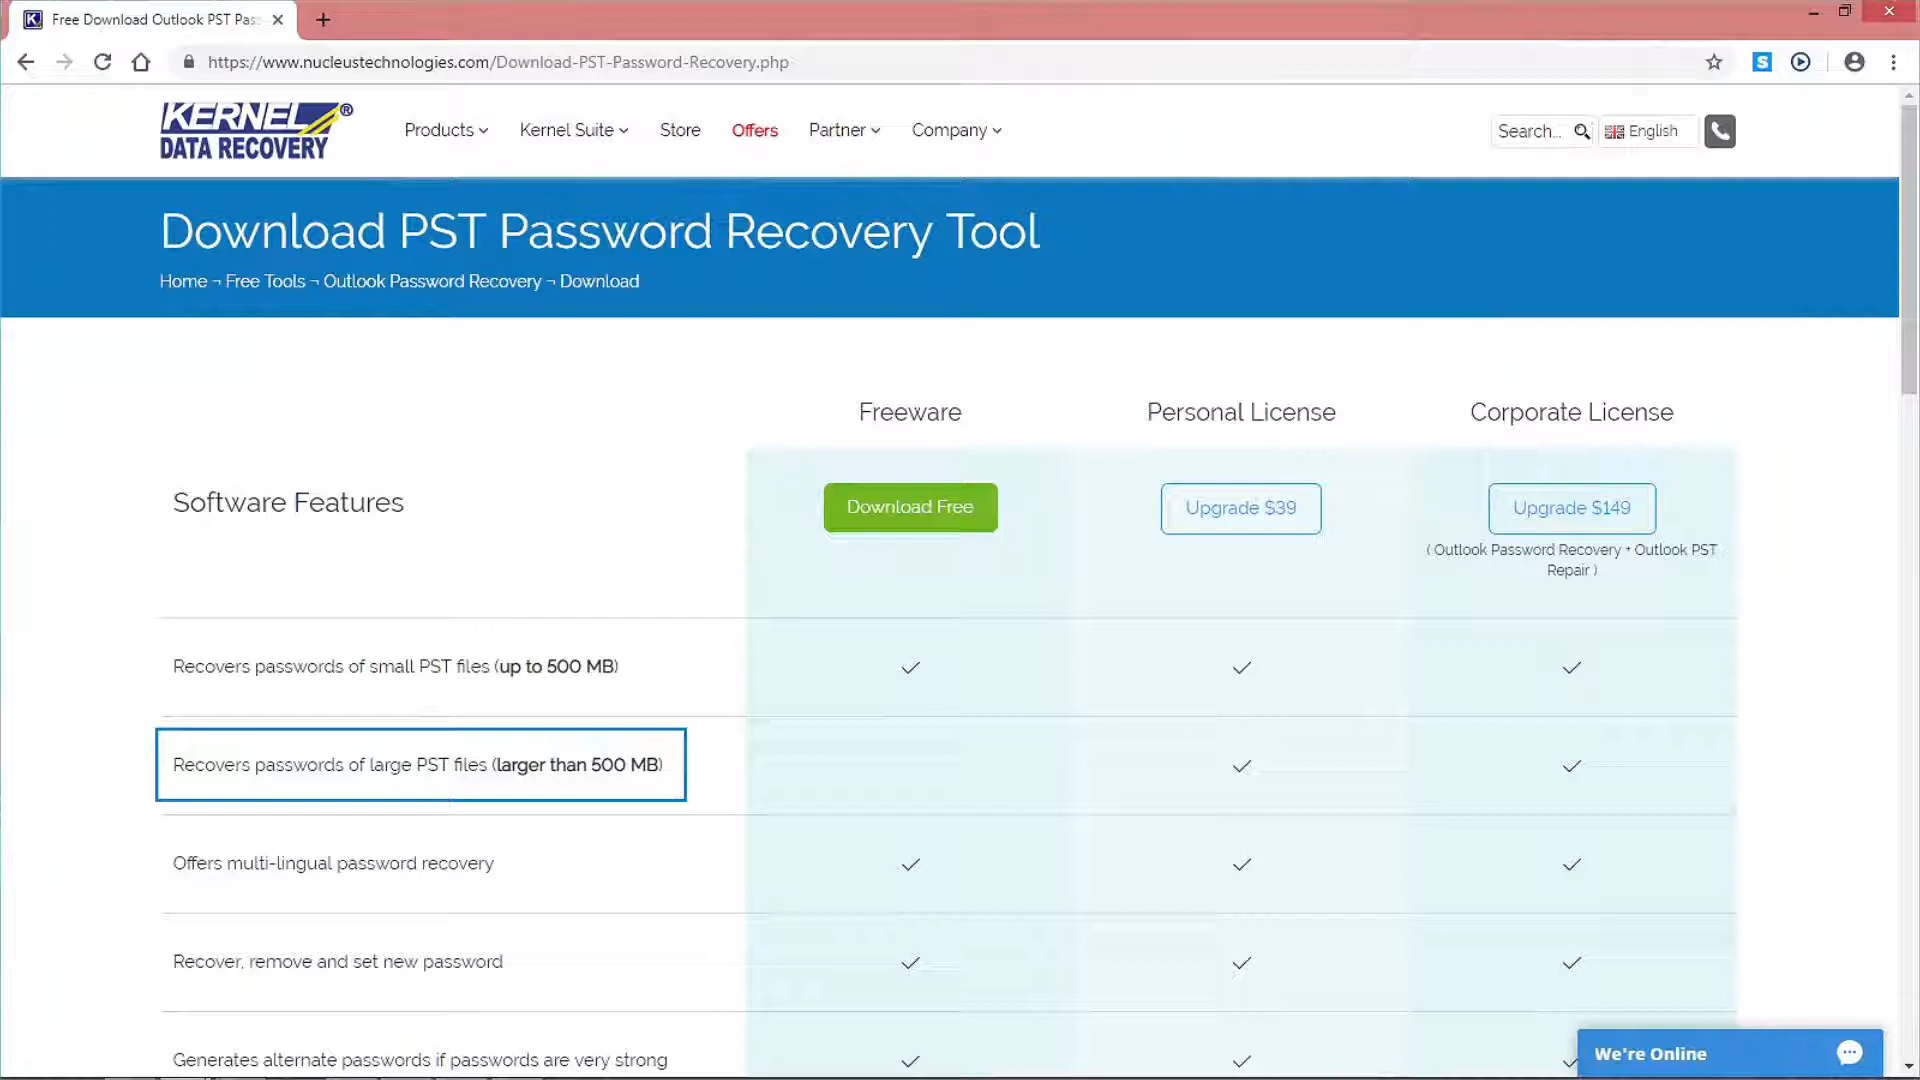 Free Download Outlook PST Pas
https://www.nucleustechnologies.com/Download-PST-Password-Recovery.php
KERNEL®
DATA RECOVERY
Products
Kernel Suite
Store
Offers
Partner
Company
Search...
English
Download PST Password Recovery Tool
Home ¬ Free Tools ¬ Outlook Password Recovery ¬ Download
Freeware
Personal License
Corporate License
Software Features
Download Free
Upgrade $39
Upgrade $149
( Outlook Password Recovery + Outlook PST
Repair )
Recovers passwords of small PST files (up to 500 MB)
Recovers passwords of large PST files (larger than 500 MB)
Offers multi-lingual password recovery
Recover, remove and set new password
Generates alternate passwords if passwords are very strong
We're Online